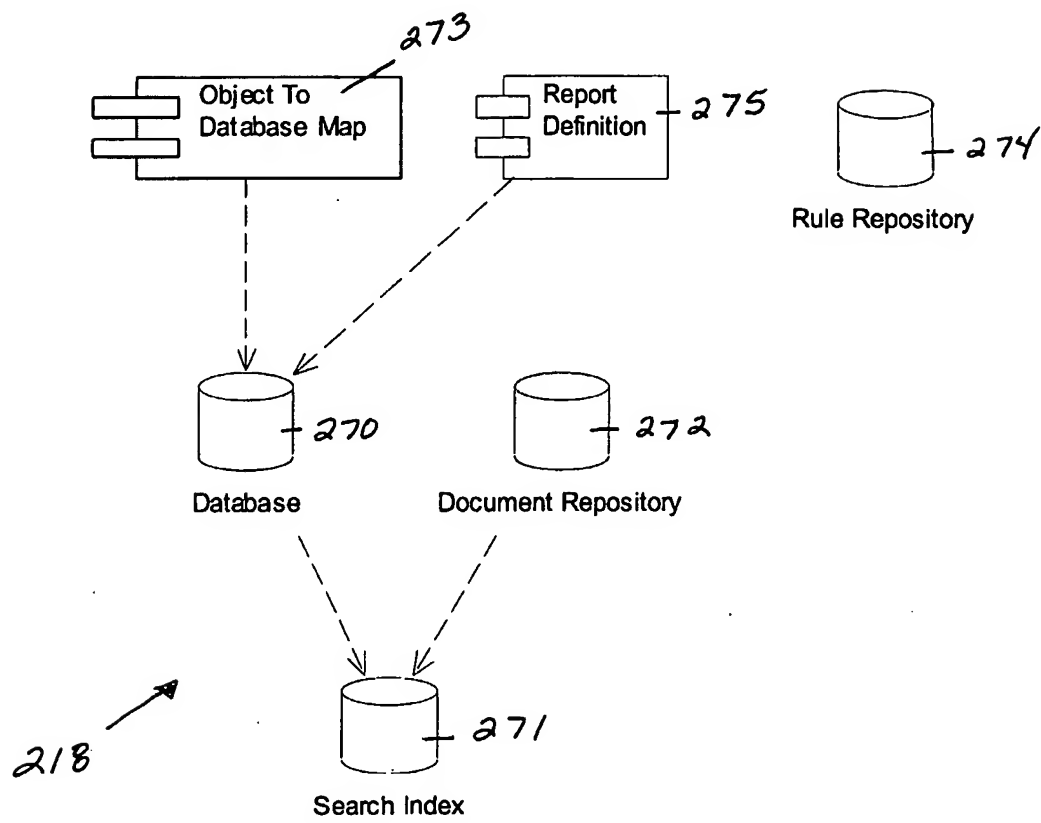 273
Object To
Database Map
Report
Definition
275
274
Rule Repository
270
272
Database
Document Repository
271
218
Search Index